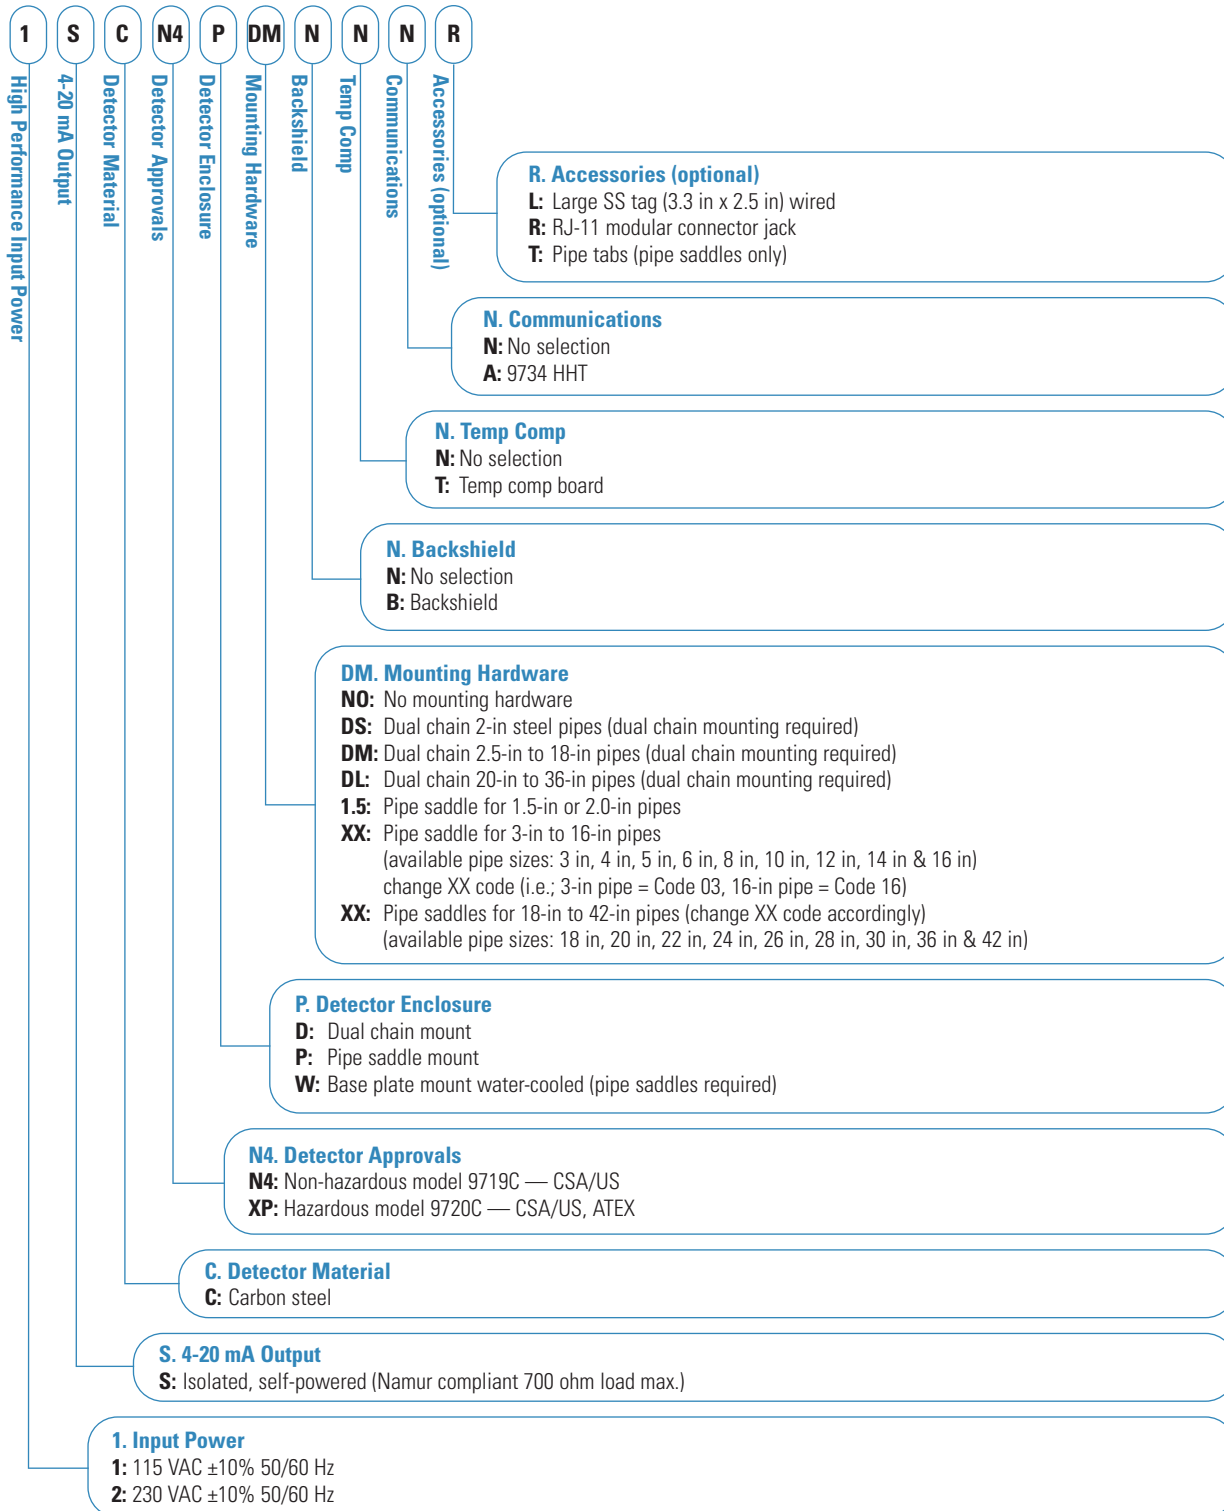 1 S C N4 P DM N N N R
High Performance Input Power
4-20 mA Output
Detector Material
Detector Approvals
Detector Enclosure
Mounting Hardware
Backshield
Temp Comp
Communications
Accessories (optional)
R. Accessories (optional)
L: Large SS tag (3.3 in x 2.5 in) wired
R: RJ-11 modular connector jack
T: Pipe tabs (pipe saddles only)
N. Communications
N: No selection
A: 9734 HHT
N. Temp Comp
N: No selection
T: Temp comp board
N. Backshield
N: No selection
B: Backshield
DM. Mounting Hardware
NO: No mounting hardware
DS: Dual chain 2-in steel pipes (dual chain mounting required)
DM: Dual chain 2.5-in to 18-in pipes (dual chain mounting required)
DL: Dual chain 20-in to 36-in pipes (dual chain mounting required)
1.5: Pipe saddle for 1.5-in or 2.0-in pipes
XX: Pipe saddle for 3-in to 16-in pipes
(available pipe sizes: 3 in, 4 in, 5 in, 6 in, 8 in, 10 in, 12 in, 14 in & 16 in)
change XX code (i.e.; 3-in pipe = Code 03, 16-in pipe = Code 16)
XX: Pipe saddles for 18-in to 42-in pipes (change XX code accordingly)
(available pipe sizes: 18 in, 20 in, 22 in, 24 in, 26 in, 28 in, 30 in, 36 in & 42 in)
P. Detector Enclosure
D: Dual chain mount
P: Pipe saddle mount
W: Base plate mount water-cooled (pipe saddles required)
N4. Detector Approvals
N4: Non-hazardous model 9719C — CSA/US
XP: Hazardous model 9720C — CSA/US, ATEX
C. Detector Material
C: Carbon steel
S. 4-20 mA Output
S: Isolated, self-powered (Namur compliant 700 ohm load max.)
1. Input Power
1: 115 VAC ±10% 50/60 Hz
2: 230 VAC ±10% 50/60 Hz